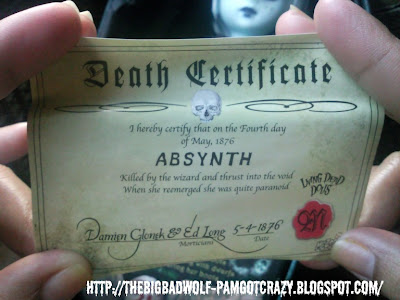 Death Certificate
I hereby certify that on the Fourth day
of May, 1876
ABSYNTH
Killed by the wizard and thrust into the void
When she reemerged she was quite paranoid
LIVING DEAD
DOLLS
Damien Glonek & Ed Long 5-4-1876
Morticians Date
HTTP://THEBIGBADWOLF-PAMGOTCRAZY.BLOGSPOT.COM/